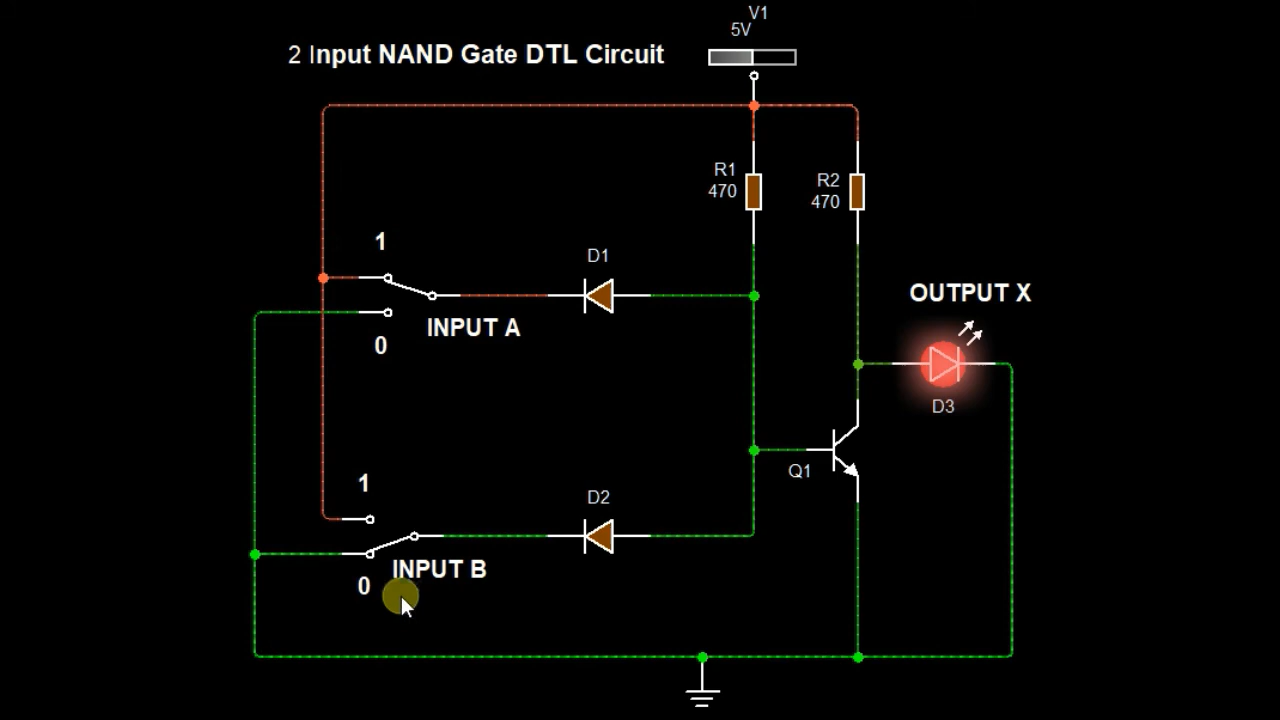 V1
5V
2 Input NAND Gate DTL Circuit
R1
470
R2
470
1
D1
OUTPUT X
INPUT A
0
D3
Q1
1
D2
INPUT B
0